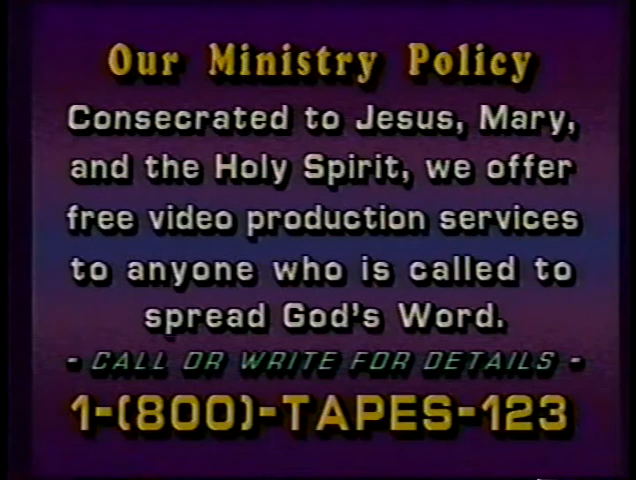 Our Ministry Policy
Consecrated to Jesus, Mary,
and the Holy Spirit, we offer
free video production services
to anyone who is called to
spread God's Word.
- CALL OR WRITE FOR DETAILS -
1-(800)-TAPES-123